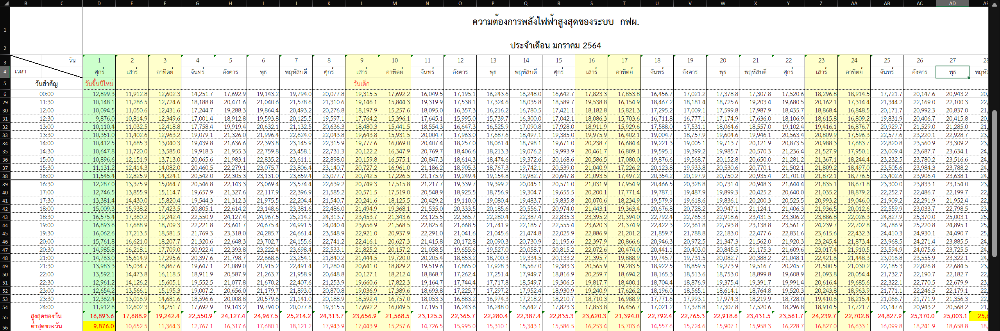 B C D E F G H I J K L M N O P Q R S T U V W X Y Z AA AB AC AD AE
1 ความต้องการพลังไฟฟ้าสูงสุดของระบบ กฟผ.
2 ประจำเดือน มกราคม 2564
3 วัน 1 2 3 4 5 6 7 8 9 10 11 12 13 14 15 16 17 18 19 20 21 22 23 24 25 26 27 28
4 เวลา ศุกร์ เสาร์ อาทิตย์ จันทร์ อังคาร พุธ พฤหัสบดี ศุกร์ เสาร์ อาทิตย์ จันทร์ อังคาร พุธ พฤหัสบดี ศุกร์ เสาร์ อาทิตย์ จันทร์ อังคาร พุธ พฤหัสบดี ศุกร์ เสาร์ อาทิตย์ จันทร์ อังคาร พุธ
5 วันสำคัญ วันขึ้นปีใหม่ วันเด็ก
6 00:00 12,899.3 11,912.8 12,602.3 14,251.7 17,692.9 19,143.2 19,794.0 20,077.8 19,315.5 17,692.2 16,049.5 17,195.1 16,243.6 16,248.0 16,642.7 17,823.3 17,853.8 16,456.7 17,021.2 17,378.8 17,307.8 17,520.6 18,296.8 18,914.5 17,721.7 20,147.6 20,943.2 20,
29 11:30 10,148.1 11,286.5 12,724.6 18,188.8 20,471.6 21,040.6 21,578.6 21,310.6 19,146.1 15,844.3 19,319.9 17,538.1 17,324.6 18,035.8 18,589.7 19,538.8 16,154.9 18,467.2 18,181.4 18,725.6 19,203.4 19,680.5 20,162.1 17,314.4 21,344.2 22,169.0 22,100.3 22,
30 12:00 10,094.5 11,050.6 12,431.6 17,244.7 19,288.3 19,864.4 20,493.2 20,276.8 18,197.9 15,257.6 18,095.0 16,357.3 16,216.2 16,780.5 17,421.1 18,182.8 15,821.3 17,295.2 17,009.1 17,599.8 17,987.9 18,435.7 18,868.4 16,848.5 20,171.7 20,992.3 20,837.0 21,
31 12:30 9,876.0 10,814.9 12,349.6 17,001.4 18,912.8 19,593.8 20,125.5 19,597.1 17,764.2 15,396.1 17,645.1 15,995.0 15,739.7 16,300.0 17,042.1 18,086.3 15,703.6 16,711.8 16,777.1 17,174.9 17,636.0 18,106.9 18,615.8 16,809.2 19,831.9 20,406.7 20,415.8 20,
32 13:00 10,110.4 11,032.5 12,418.8 17,758.4 19,919.4 20,632.1 21,132.5 20,636.3 18,480.3 15,441.5 18,554.3 16,647.3 16,525.9 17,090.8 17,928.0 18,911.9 15,929.6 17,588.0 17,531.1 18,064.6 18,557.0 19,102.4 19,416.1 16,876.7 20,929.7 21,529.0 21,285.0 21,
33 13:30 10,351.0 11,402.6 12,963.2 19,079.1 21,326.0 21,996.4 22,624.0 22,043.8 19,643.8 15,931.5 20,004.7 17,963.0 17,687.6 18,497.1 19,385.0 19,975.9 16,402.1 19,004.7 18,757.9 19,604.6 19,946.1 20,563.4 20,809.9 17,596.3 22,577.6 23,220.1 22,928.7 23,
34 14:00 10,412.5 11,685.3 13,040.3 19,439.8 21,636.6 22,393.8 23,145.9 22,315.9 19,777.6 16,069.0 20,407.4 18,257.0 18,061.4 18,798.1 19,671.0 20,238.7 16,684.4 19,221.3 19,005.1 19,713.7 20,121.9 20,873.5 20,988.3 17,683.7 22,820.8 23,560.9 23,309.2 23,
35 14:30 10,647.8 11,720.0 13,585.0 19,918.3 21,955.3 22,759.8 23,458.1 22,731.3 20,122.2 16,347.9 20,769.7 18,406.6 18,213.3 19,076.2 19,993.9 20,461.7 16,809.1 19,595.1 19,399.2 19,985.7 20,570.3 21,236.4 21,527.9 17,950.1 23,009.4 23,687.7 23,634.1 24,
36 15:00 10,896.6 12,151.9 13,713.0 20,065.6 21,983.1 22,835.2 23,611.1 22,898.0 20,159.8 16,575.1 20,847.3 18,614.3 18,474.6 19,372.6 20,168.6 20,586.5 17,080.0 19,876.6 19,568.7 20,152.8 20,650.0 21,281.2 21,367.1 18,244.4 23,232.5 23,780.2 23,516.6 24,
37 15:30 11,131.2 12,414.3 14,082.0 20,460.5 22,279.1 23,075.7 23,806.4 23,140.7 20,727.2 16,961.0 21,186.2 18,905.3 18,767.3 19,742.1 20,539.0 21,040.9 17,226.2 20,123.8 19,933.8 20,530.6 20,770.1 21,502.1 21,809.2 18,497.0 23,505.6 23,984.3 23,788.2 24,
38 16:00 11,545.4 12,825.9 14,324.1 20,542.0 22,305.3 23,131.0 23,859.4 23,077.7 20,742.5 17,226.5 21,175.9 19,249.4 19,154.8 19,982.7 20,647.8 21,093.5 17,497.2 20,354.2 20,197.9 20,750.2 20,935.4 21,701.0 21,872.1 18,776.5 23,402.6 23,906.4 23,638.1 24,
39 16:30 12,287.0 13,375.9 15,064.7 20,546.8 22,143.3 23,069.4 23,574.4 22,639.2 20,749.3 17,515.8 21,217.7 19,339.7 19,399.2 20,045.1 20,571.0 21,031.9 17,954.9 20,466.5 20,328.8 20,731.4 20,948.3 21,644.4 21,835.1 18,671.8 23,300.0 23,833.1 23,154.0 23,
40 17:00 12,746.5 13,855.9 15,114.7 19,657.9 21,327.6 22,117.9 22,396.9 21,585.2 20,571.5 17,519.0 20,548.9 18,925.5 18,756.9 19,304.7 19,655.5 20,200.1 17,771.4 19,787.1 19,487.9 19,899.3 20,425.2 20,640.0 21,035.2 18,879.2 22,252.7 22,486.7 22,199.7 22,
41 17:30 13,381.4 14,430.0 15,820.4 19,544.3 21,312.3 21,975.5 22,204.4 21,540.7 20,241.6 18,125.5 20,429.2 19,110.0 19,080.4 19,483.7 19,835.8 20,070.6 18,234.9 19,579.9 19,618.6 19,836.1 20,200.3 20,525.5 20,993.2 19,046.0 21,909.2 22,291.9 21,952.4 22,
42 18:00 15,009.3 15,938.2 17,423.5 20,805.1 22,614.2 23,148.6 23,381.6 22,486.0 21,494.9 19,368.1 21,535.0 20,333.5 20,185.6 20,556.7 20,974.0 21,443.1 19,363.4 20,676.8 20,728.2 20,947.1 21,124.1 21,406.3 21,936.5 20,012.6 22,559.9 23,033.7 22,798.5 23,
43 18:30 16,575.4 17,360.2 19,242.4 22,550.9 24,127.4 24,967.5 25,214.2 24,313.7 23,453.7 21,343.6 23,125.5 22,365.7 22,280.4 22,387.4 22,835.3 23,395.2 21,394.0 22,792.4 22,765.3 22,918.6 23,431.5 23,306.2 23,886.8 22,026.3 24,827.9 25,370.0 25,003.1 25,
44 19:00 16,893.6 17,688.9 18,709.3 22,221.8 23,641.7 24,675.4 24,991.5 24,040.4 23,656.9 21,568.5 22,825.4 21,668.5 21,741.9 22,185.7 22,555.4 23,620.3 21,374.9 22,422.3 22,361.8 22,793.8 23,138.8 23,561.7 24,239.7 22,702.8 24,786.9 25,220.8 24,895.1 25,
45 19:30 16,062.6 17,213.5 18,581.5 21,769.3 23,318.0 24,285.7 24,661.4 23,548.9 22,921.0 20,937.9 22,291.0 21,041.6 21,045.6 21,474.8 22,025.9 22,886.9 21,201.2 21,859.7 21,788.8 22,183.0 22,477.6 22,831.6 23,615.6 22,432.3 24,410.3 24,930.1 24,490.7 25,
46 20:00 15,761.8 16,621.0 18,207.7 21,320.6 22,648.3 23,702.7 24,155.6 22,741.2 22,416.1 20,627.3 21,415.8 20,172.8 20,090.3 20,730.9 21,195.6 22,397.9 20,866.6 20,946.3 20,972.5 21,347.3 21,562.0 21,920.3 23,245.4 21,873.4 23,968.5 24,271.4 23,885.5 24,
47 20:30 14,985.8 16,218.1 17,709.0 20,922.4 22,393.8 23,222.4 23,698.4 22,533.1 21,825.2 20,157.2 21,058.5 19,655.6 19,527.0 20,058.7 20,815.2 22,072.6 20,474.0 20,441.1 20,403.0 20,845.5 21,175.3 21,609.6 23,017.4 21,910.5 23,594.9 24,075.6 23,725.5 24,
48 21:00 14,763.0 15,614.9 17,295.6 20,397.6 21,798.7 22,668.6 23,254.1 21,840.2 21,444.5 19,720.0 20,205.4 18,853.2 18,700.3 19,334.5 20,133.2 21,395.7 19,888.9 19,745.7 19,731.5 20,082.7 20,388.2 21,048.1 22,421.6 21,448.3 23,016.8 23,555.9 23,322.1 24,
49 21:30 13,983.3 15,034.7 16,867.6 19,647.1 21,089.0 21,915.2 22,491.4 21,280.4 20,641.0 18,829.2 19,519.6 17,865.0 17,928.3 18,567.0 19,383.3 20,565.9 19,283.5 18,922.5 18,859.5 19,273.9 19,516.7 20,245.7 21,500.5 21,030.2 22,185.3 22,826.8 22,684.5 23,
50 22:00 13,592.1 14,473.8 16,118.5 18,911.9 20,587.9 21,263.7 21,958.9 20,648.8 20,127.1 18,212.4 18,868.7 17,262.4 17,251.4 17,949.7 18,816.9 20,259.7 18,694.2 18,165.3 18,513.6 18,753.0 18,899.8 19,608.9 21,093.8 20,054.4 21,732.7 22,190.7 22,182.7 22,
51 22:30 12,961.2 14,126.2 15,605.1 19,552.5 21,077.8 21,670.2 22,407.6 21,253.9 19,660.6 17,822.3 19,164.7 17,744.4 17,717.8 18,549.7 19,306.5 19,817.7 18,400.1 18,704.4 18,876.9 19,375.4 19,391.7 19,991.4 20,616.4 19,685.6 22,322.1 22,770.5 22,679.9 23,
52 23:00 12,654.2 13,566.1 15,195.3 19,007.2 20,656.0 21,179.7 21,893.0 20,870.8 19,036.9 17,389.6 18,693.8 17,225.7 17,297.2 17,952.4 18,930.9 19,240.9 17,626.2 18,196.0 18,565.1 18,614.1 18,764.8 19,520.3 20,243.8 18,963.9 21,771.1 22,246.5 22,179.1 22,
53 23:30 12,362.4 13,016.9 14,681.6 18,596.6 20,008.8 20,579.6 21,141.0 20,188.9 18,592.4 16,757.0 18,053.3 16,883.2 16,974.3 17,218.2 18,210.7 18,710.3 16,988.9 17,771.6 17,993.1 17,974.3 18,219.9 18,728.0 19,410.6 18,215.4 21,066.7 21,771.9 21,356.3 22,
54 24:00 11,912.8 12,602.3 14,251.7 17,692.9 19,143.2 19,794.0 20,077.8 19,315.5 17,692.2 16,049.5 17,195.1 16,243.6 16,248.0 16,642.7 17,823.3 17,853.8 16,456.7 17,021.2 17,378.8 17,307.8 17,520.6 18,296.8 18,914.5 17,721.7 20,147.6 20,943.2 20,568.2 21,
55 สูงสุดของวัน 16,893.6 17,688.9 19,242.4 22,550.9 24,127.4 24,967.5 25,214.2 24,313.7 23,656.9 21,568.5 23,125.5 22,365.7 22,280.4 22,387.4 22,835.3 23,620.3 21,394.0 22,792.4 22,765.3 22,918.6 23,431.5 23,561.7 24,239.7 22,702.8 24,827.9 25,370.0 25,003.1 25,6
56 ต่ำสุดของวัน 9,876.0 10,652.5 11,364.3 12,767.1 16,317.6 17,680.1 18,121.2 17,943.9 17,443.9 15,257.6 14,726.5 15,995.0 15,310.1 15,343.1 15,586.5 16,253.4 15,703.6 14,557.6 15,724.6 15,907.1 15,958.3 16,228.7 16,827.0 16,633.1 16,099.8 18,241.9 18,658.8 18,